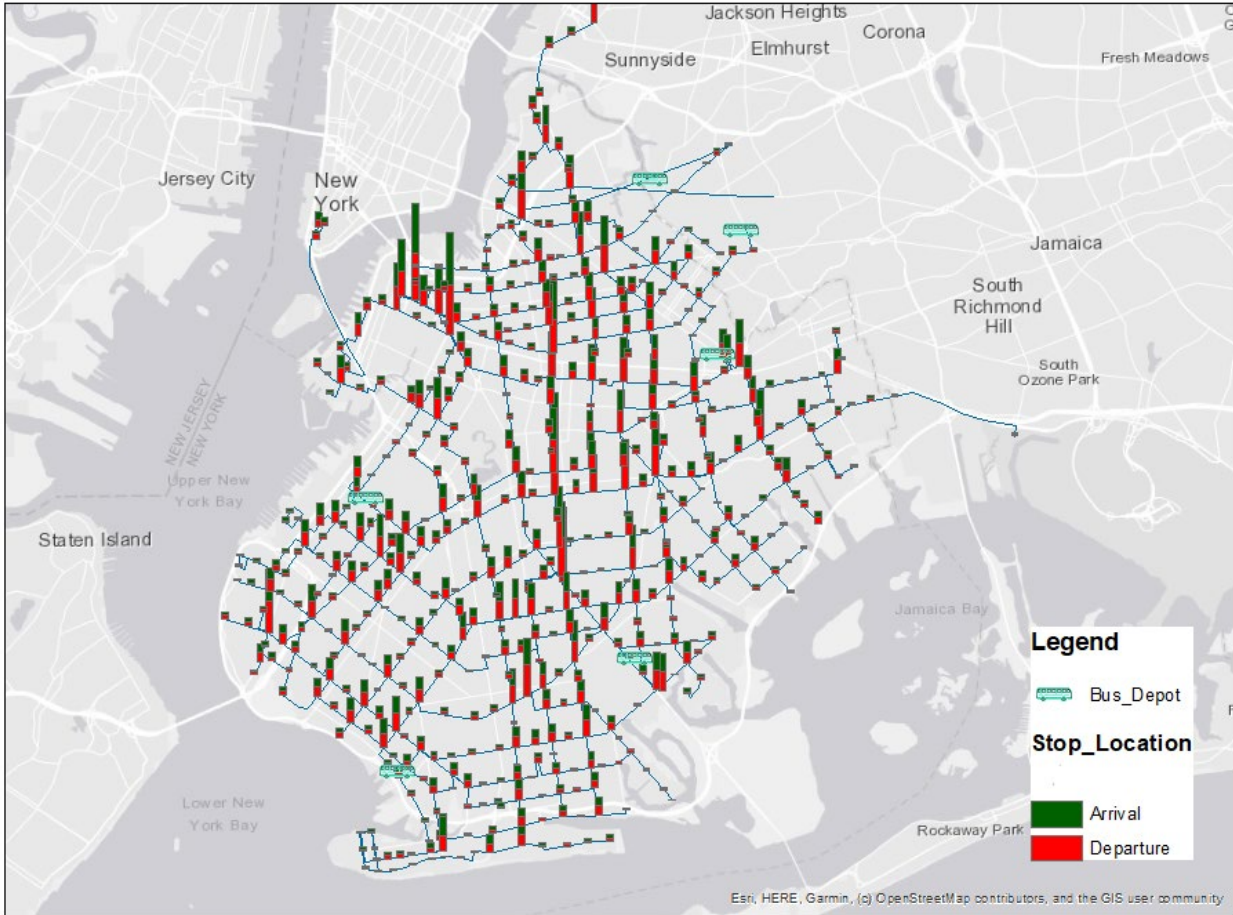 Jackson Heights
Corona
Elmhurst
Sunnyside
Fresh Meadows
Jersey City
New
York
Jamaica
South
Richmond
Hill
South
Ozone Park
NEW JERSEY
NEW YORK
Upper New
York Bay
Staten Island
Jamaica Bay
Legend
Bus_Depot
Stop_Location
Lower New
York Bay
Arrival
Departure
Rockaway Park
Esri, HERE, Garmin, (c) OpenStreetMap contributors, and the GIS user community